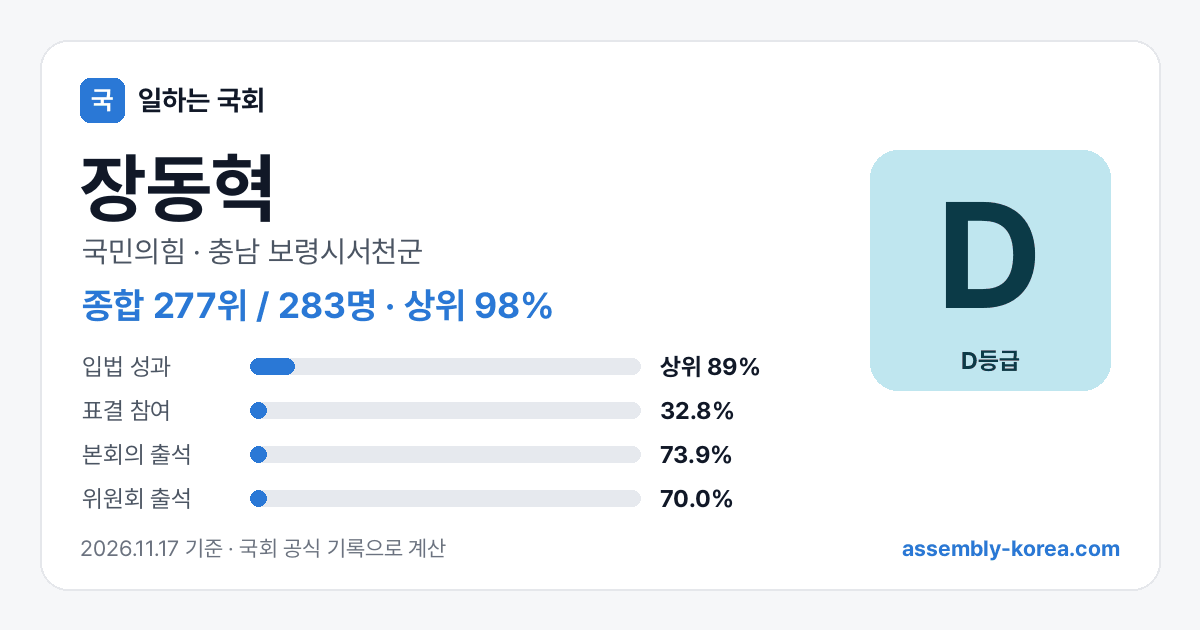 국 일하는 국회
장동혁
국민의힘 · 충남 보령시서천군
종합 277위 / 283명 · 상위 98%
입법 성과 상위 89%
표결 참여 32.8%
본회의 출석 73.9%
위원회 출석 70.0%
D
D등급
2026.11.17 기준 · 국회 공식 기록으로 계산
assembly-korea.com